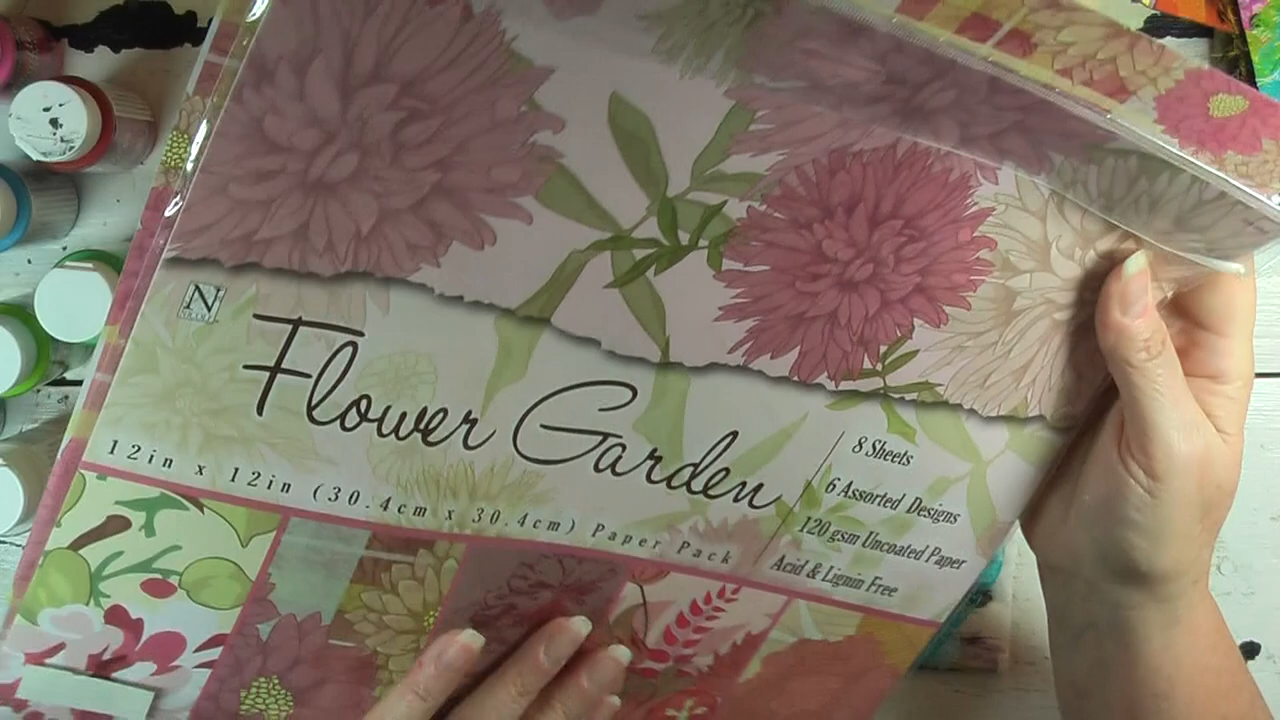 N
Flower Garden
12in x 12in (30.4cm x 30.4cm) Paper Pack
8 Sheets
6 Assorted Designs
120 gsm Uncoated Paper
Acid & Lignin Free